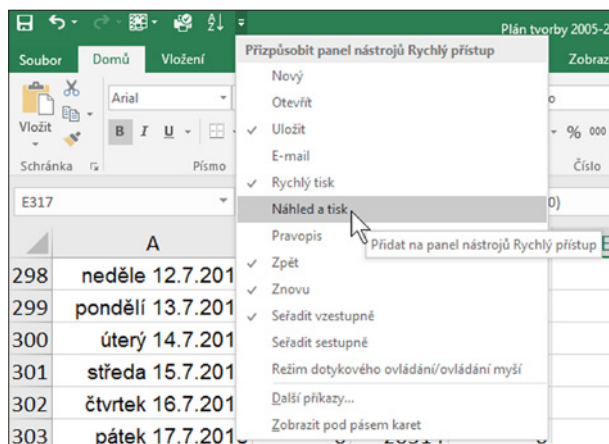 Plán tvorby 2005-2
Soubor Domů Vložení Zobraz
Přizpůsobit panel nástrojů Rychlý přístup
Nový
Otevřít
Uložit
E-mail
Rychlý tisk
Náhled a tisk
Pravopis
Zpět
Znovu
Seřadit vzestupně
Seřadit sestupně
Režim dotykového ovládání/ovládání myší
Další příkazy...
Zobrazit pod pásem karet
Přidat na panel nástrojů Rychlý přístup
Vložit
Arial
B I U
% 000
Schránka Písmo Číslo
E317
0)
A E
298 neděle 12.7.201
299 pondělí 13.7.201
300 úterý 14.7.201
301 středa 15.7.201
302 čtvrtek 16.7.201
303 pátek 17.7.201